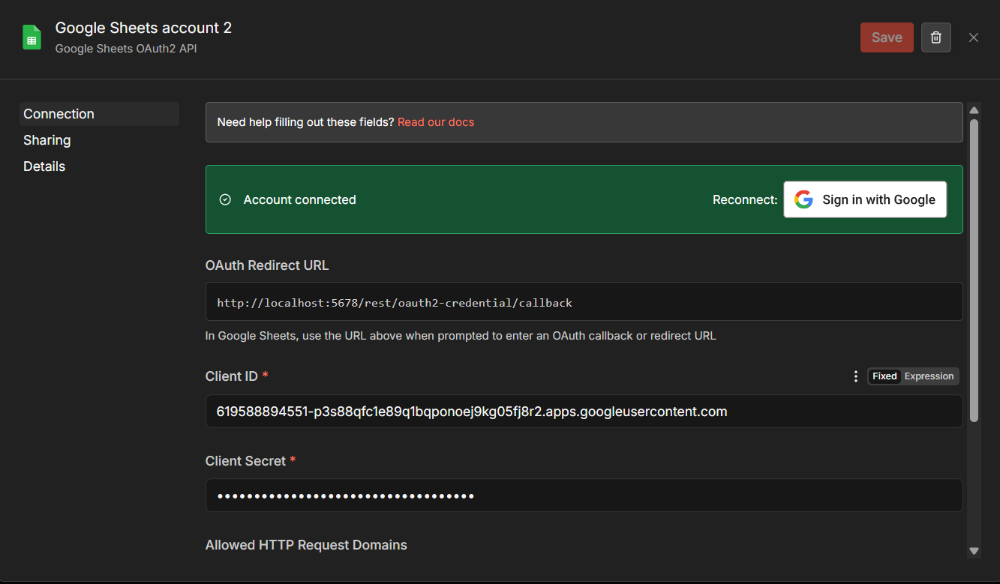 Google Sheets account 2
Google Sheets OAuth2 API
Save
Connection
Sharing
Details
Need help filling out these fields? Read our docs
Account connected
Reconnect: Sign in with Google
OAuth Redirect URL
http://localhost:5678/rest/oauth2-credential/callback
In Google Sheets, use the URL above when prompted to enter an OAuth callback or redirect URL
Client ID *
Fixed Expression
619588894551-p3s88qfc1e89q1bqponoej9kg05fj8r2.apps.googleusercontent.com
Client Secret *
•••••••••••••••••••••••••••••••••••
Allowed HTTP Request Domains